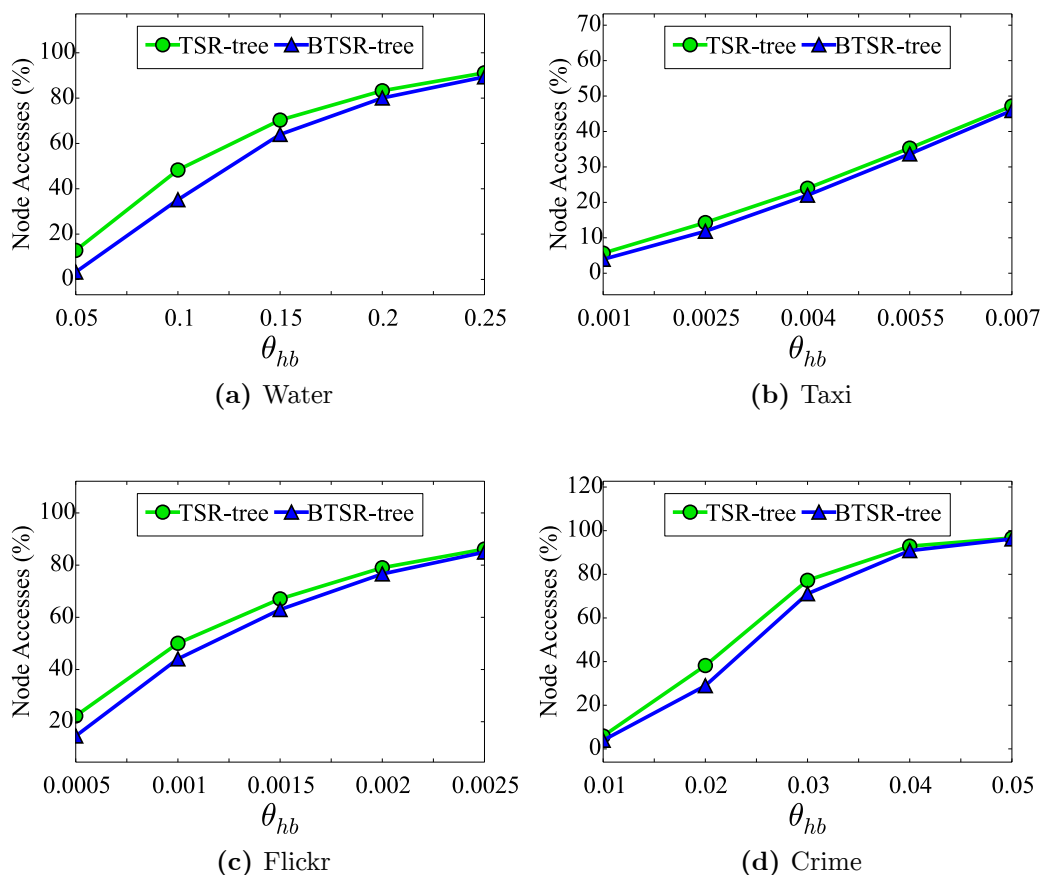 TSR-tree BTSR-tree
Node Accesses (%)
100
80
60
40
20
0
0.05 0.1 0.15 0.2 0.25
θhb
(a) Water
TSR-tree BTSR-tree
Node Accesses (%)
70
60
50
40
30
20
10
0
0.001 0.0025 0.004 0.0055 0.007
θhb
(b) Taxi
TSR-tree BTSR-tree
Node Accesses (%)
100
80
60
40
20
0.0005 0.001 0.0015 0.002 0.0025
θhb
(c) Flickr
TSR-tree BTSR-tree
Node Accesses (%)
120
100
80
60
40
20
0
0.01 0.02 0.03 0.04 0.05
θhb
(d) Crime